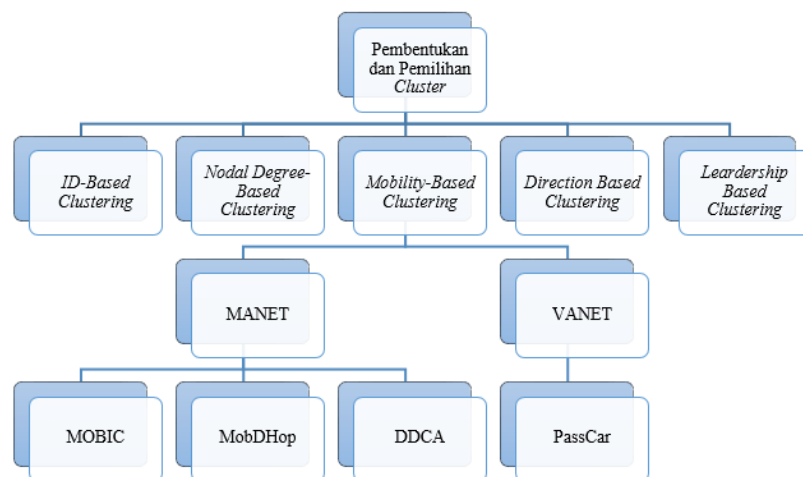 Pembentukan
dan Pemilihan
Cluster
ID-Based
Clustering
Nodal Degree-
Based
Clustering
Mobility-Based
Clustering
Direction Based
Clustering
Leardership
Based
Clustering
MANET
VANET
MOBIC
MobDHop
DDCA
PassCar